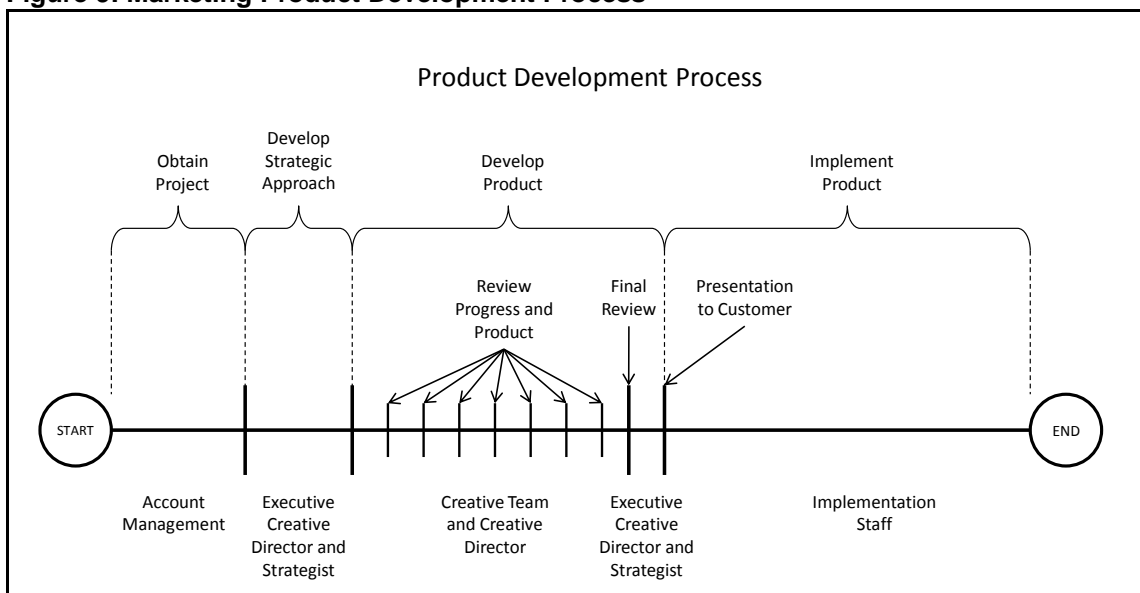 Figure 3. Marketing Product Development Process
Product Development Process
Obtain
Project
Develop
Strategic
Approach
Develop
Product
Implement
Product
Review
Progress and
Product
Final
Review
Presentation
to Customer
START
END
Account
Management
Executive
Creative
Director and
Strategist
Creative Team
and Creative
Director
Executive
Creative
Director and
Strategist
Implementation
Staff